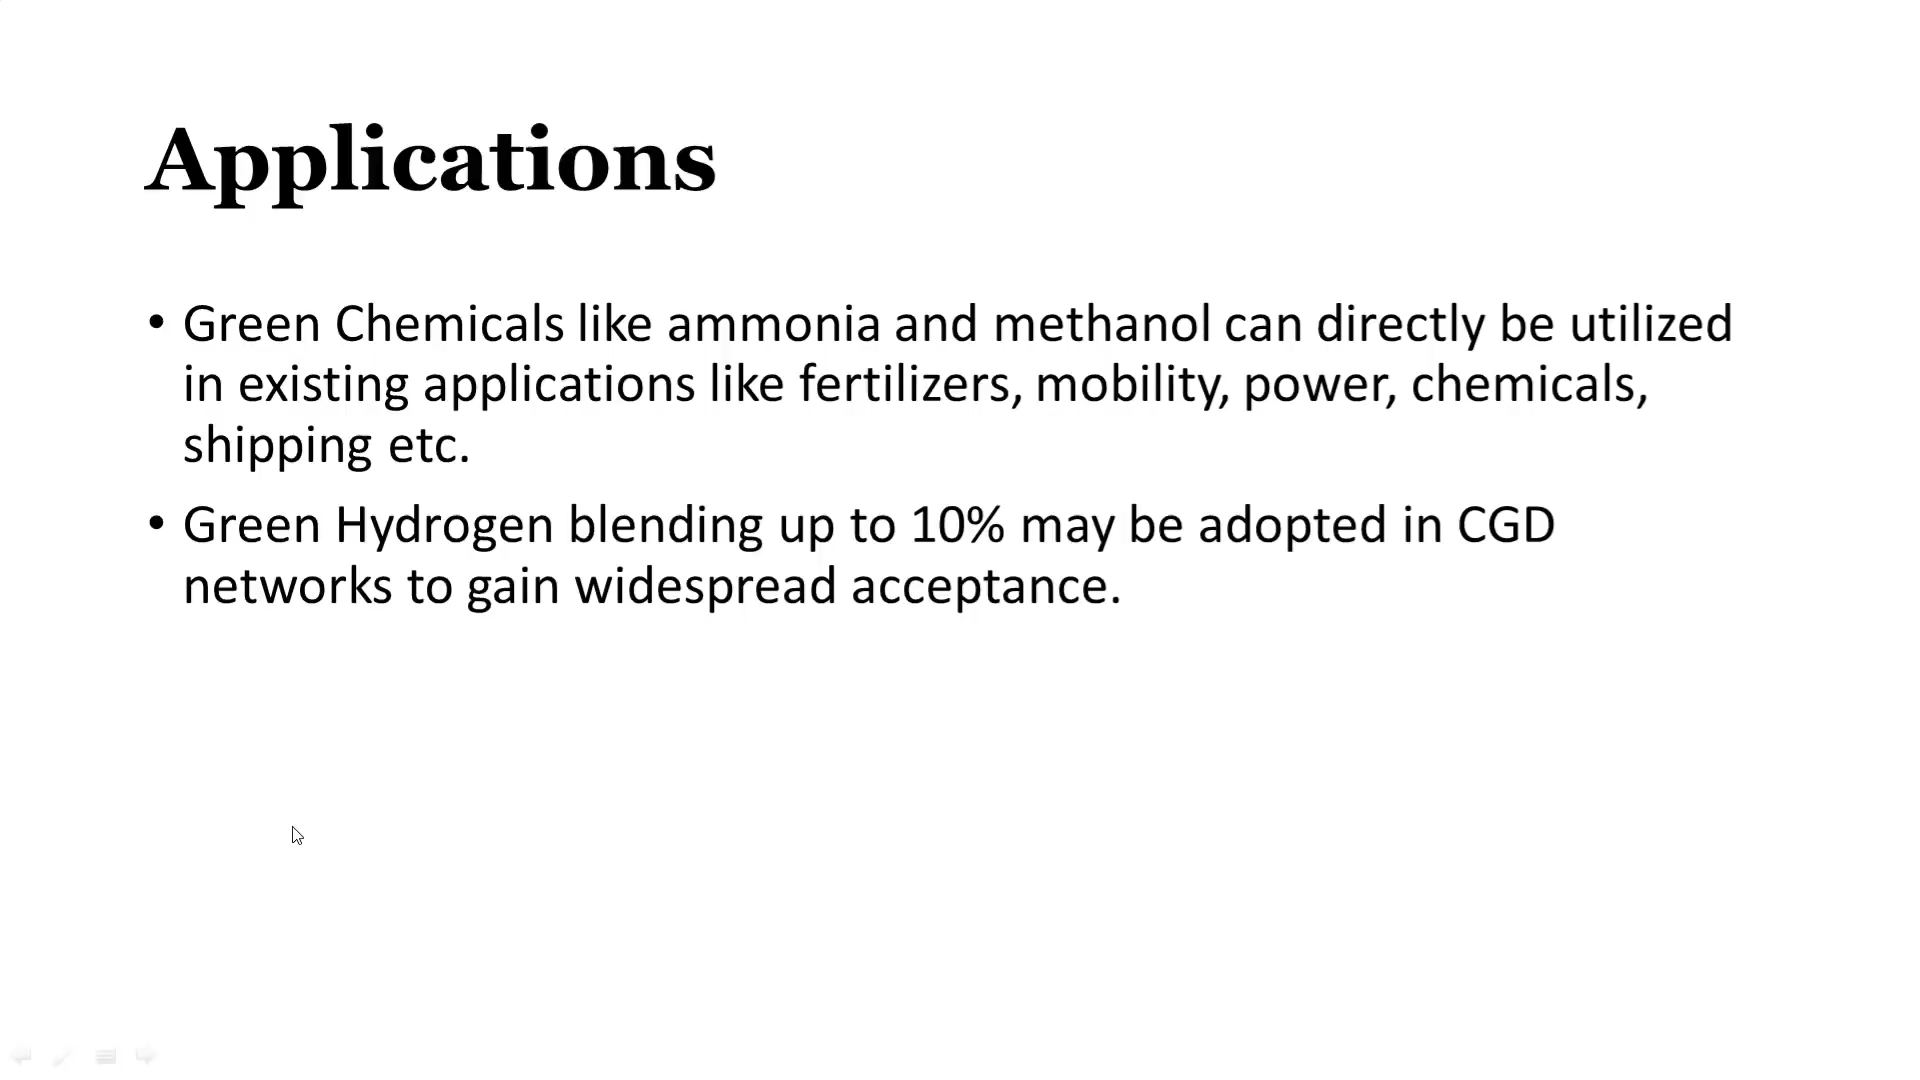 Applications
• Green Chemicals like ammonia and methanol can directly be utilized
in existing applications like fertilizers, mobility, power, chemicals,
shipping etc.
• Green Hydrogen blending up to 10% may be adopted in CGD
networks to gain widespread acceptance.